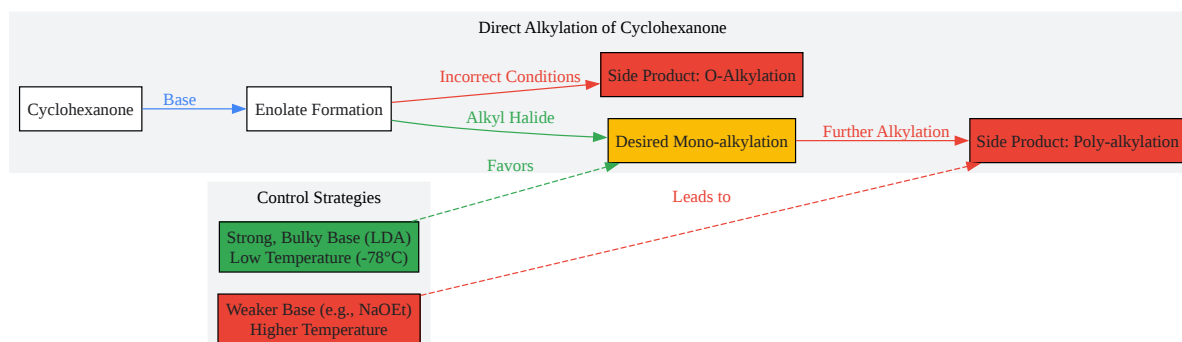 Direct Alkylation of Cyclohexanone
Cyclohexanone
Base
Enolate Formation
Incorrect Conditions
Side Product: O-Alkylation
Alkyl Halide
Desired Mono-alkylation
Further Alkylation
Side Product: Poly-alkylation
Favors
Leads to
Control Strategies
Strong, Bulky Base (LDA)
Low Temperature (-78°C)
Weaker Base (e.g., NaOEt)
Higher Temperature